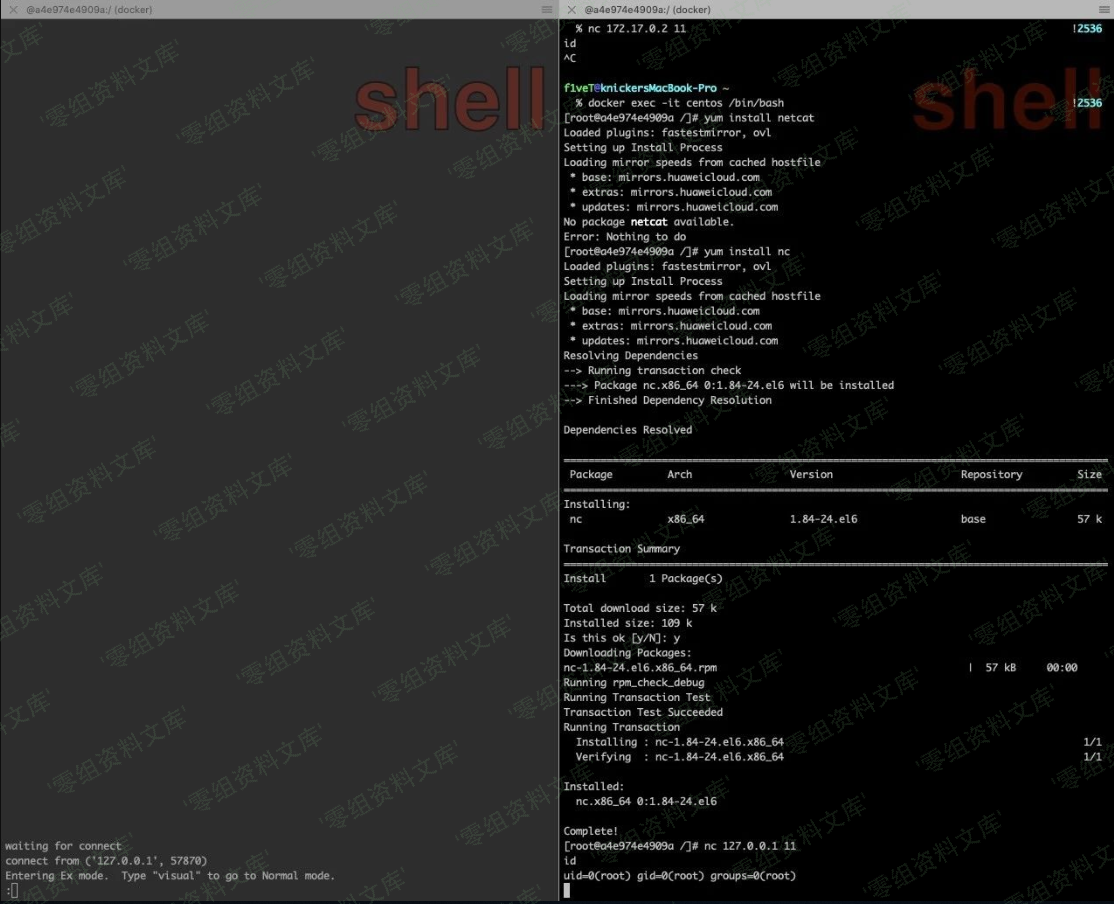 @a4e974e4909a:/ (docker)
shell
waiting for connect
connect from ('127.0.0.1', 57870)
Entering Ex mode.  Type "visual" to go to Normal mode.
:
@a4e974e4909a:/ (docker)
shell
% nc 172.17.0.2 11 !2536
id
^C
f1veT@knickersMacBook-Pro ~
% docker exec -it centos /bin/bash !2536
[root@a4e974e4909a /]# yum install netcat
Loaded plugins: fastestmirror, ovl
Setting up Install Process
Loading mirror speeds from cached hostfile
* base: mirrors.huaweicloud.com
* extras: mirrors.huaweicloud.com
* updates: mirrors.huaweicloud.com
No package netcat available.
Error: Nothing to do
[root@a4e974e4909a /]# yum install nc
Loaded plugins: fastestmirror, ovl
Setting up Install Process
Loading mirror speeds from cached hostfile
* base: mirrors.huaweicloud.com
* extras: mirrors.huaweicloud.com
* updates: mirrors.huaweicloud.com
Resolving Dependencies
--> Running transaction check
---> Package nc.x86_64 0:1.84-24.el6 will be installed
--> Finished Dependency Resolution
Dependencies Resolved
Package Arch Version Repository Size
Installing:
nc x86_64 1.84-24.el6 base 57 k
Transaction Summary
Install 1 Package(s)
Total download size: 57 k
Installed size: 109 k
Is this ok [y/N]: y
Downloading Packages:
nc-1.84-24.el6.x86_64.rpm | 57 kB 00:00
Running rpm_check_debug
Running Transaction Test
Transaction Test Succeeded
Running Transaction
Installing : nc-1.84-24.el6.x86_64 1/1
Verifying : nc-1.84-24.el6.x86_64 1/1
Installed:
nc.x86_64 0:1.84-24.el6
Complete!
[root@a4e974e4909a /]# nc 127.0.0.1 11
id
uid=0(root) gid=0(root) groups=0(root)
'零组资料文库'